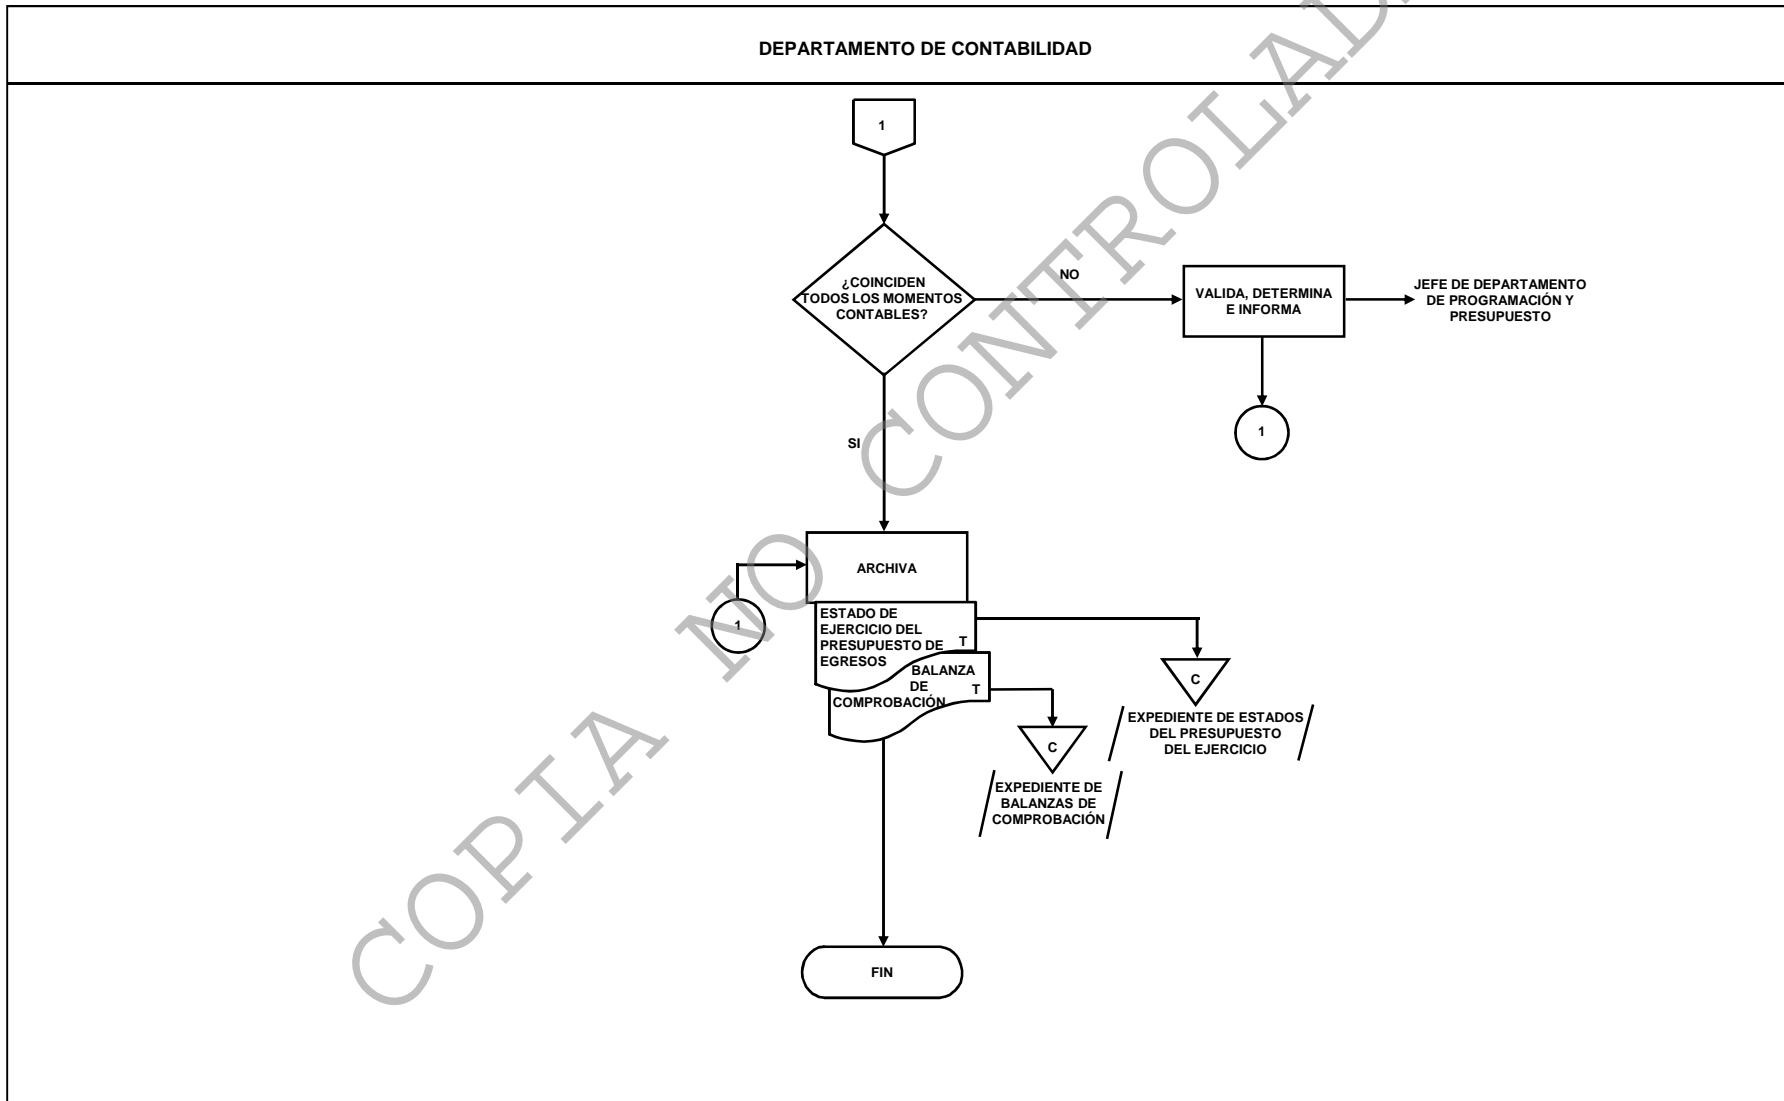 DEPARTAMENTO DE CONTABILIDAD
1
¿COINCIDEN
TODOS LOS MOMENTOS
CONTABLES?
NO
VALIDA, DETERMINA
E INFORMA
JEFE DE DEPARTAMENTO
DE PROGRAMACIÓN Y
PRESUPUESTO
1
SI
ARCHIVA
1
ESTADO DE
EJERCICIO DEL
PRESUPUESTO DE
EGRESOS
T
BALANZA
DE
COMPROBACIÓN
T
C
EXPEDIENTE DE ESTADOS
DEL PRESUPUESTO
DEL EJERCICIO
C
EXPEDIENTE DE
BALANZAS DE
COMPROBACIÓN
FIN
COPIA NO